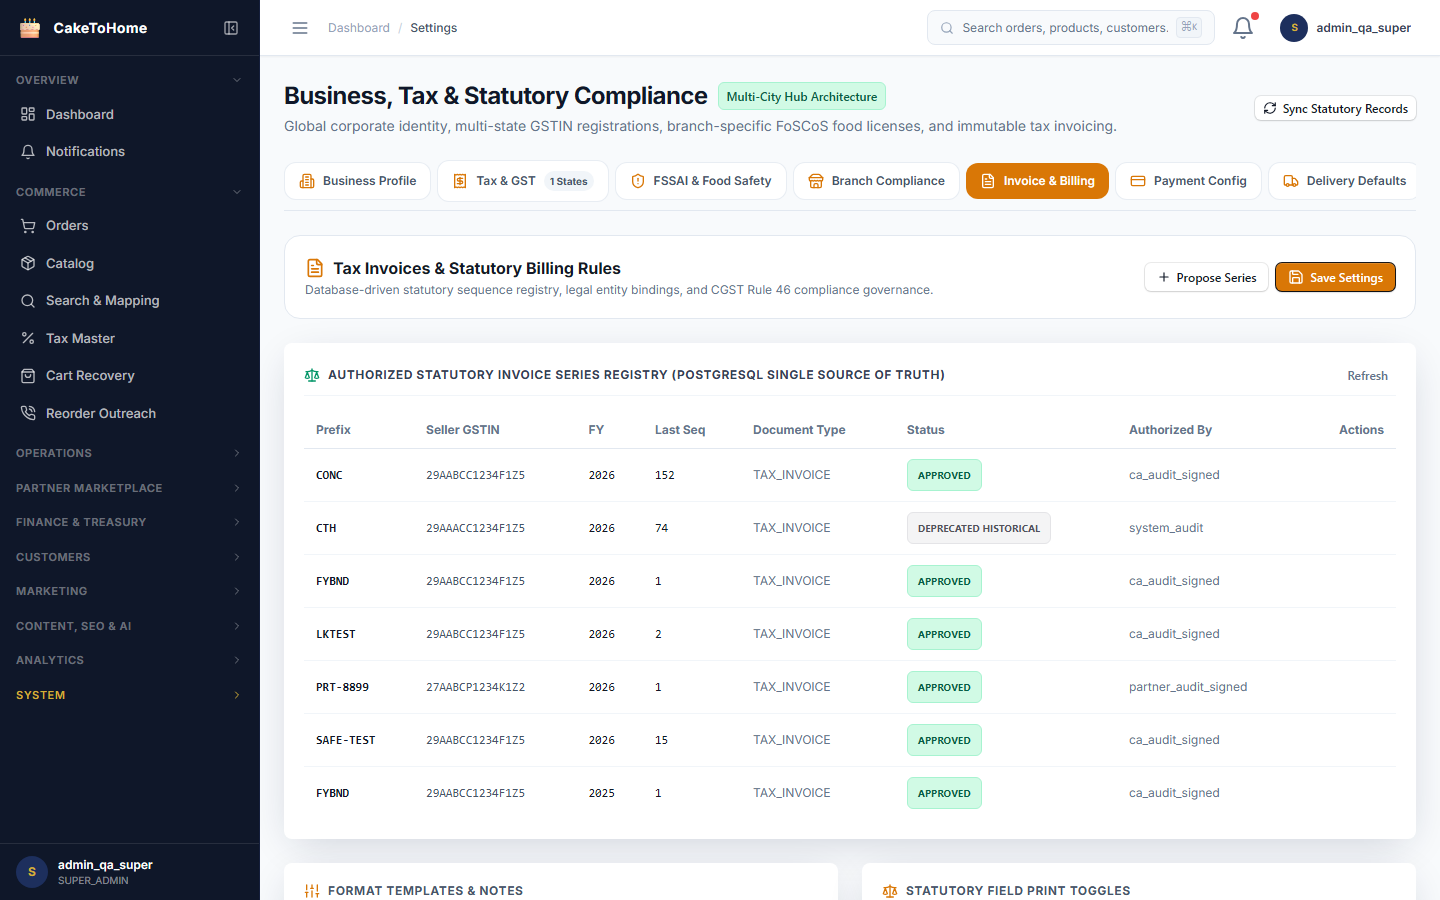 CakeToHome
Dashboard / Settings
Search orders, products, customers. ⌘K
S admin_qa_super
OVERVIEW
Dashboard
Notifications
COMMERCE
Orders
Catalog
Search & Mapping
Tax Master
Cart Recovery
Reorder Outreach
OPERATIONS
PARTNER MARKETPLACE
FINANCE & TREASURY
CUSTOMERS
MARKETING
CONTENT, SEO & AI
ANALYTICS
SYSTEM
S admin_qa_super
SUPER_ADMIN
Business, Tax & Statutory Compliance Multi-City Hub Architecture
Global corporate identity, multi-state GSTIN registrations, branch-specific FoSCoS food licenses, and immutable tax invoicing.
Sync Statutory Records
Business Profile Tax & GST 1 States FSSAI & Food Safety Branch Compliance Invoice & Billing Payment Config Delivery Defaults
Tax Invoices & Statutory Billing Rules
Database-driven statutory sequence registry, legal entity bindings, and CGST Rule 46 compliance governance.
Propose Series Save Settings
AUTHORIZED STATUTORY INVOICE SERIES REGISTRY (POSTGRESQL SINGLE SOURCE OF TRUTH) Refresh
Prefix Seller GSTIN FY Last Seq Document Type Status Authorized By Actions
CONC 29AABCC1234F1Z5 2026 152 TAX_INVOICE APPROVED ca_audit_signed
CTH 29AAACC1234F1Z5 2026 74 TAX_INVOICE DEPRECATED HISTORICAL system_audit
FYBND 29AABCC1234F1Z5 2026 1 TAX_INVOICE APPROVED ca_audit_signed
LKTEST 29AABCC1234F1Z5 2026 2 TAX_INVOICE APPROVED ca_audit_signed
PRT-8899 27AABCP1234K1Z2 2026 1 TAX_INVOICE APPROVED partner_audit_signed
SAFE-TEST 29AABCC1234F1Z5 2026 15 TAX_INVOICE APPROVED ca_audit_signed
FYBND 29AABCC1234F1Z5 2025 1 TAX_INVOICE APPROVED ca_audit_signed
FORMAT TEMPLATES & NOTES
STATUTORY FIELD PRINT TOGGLES